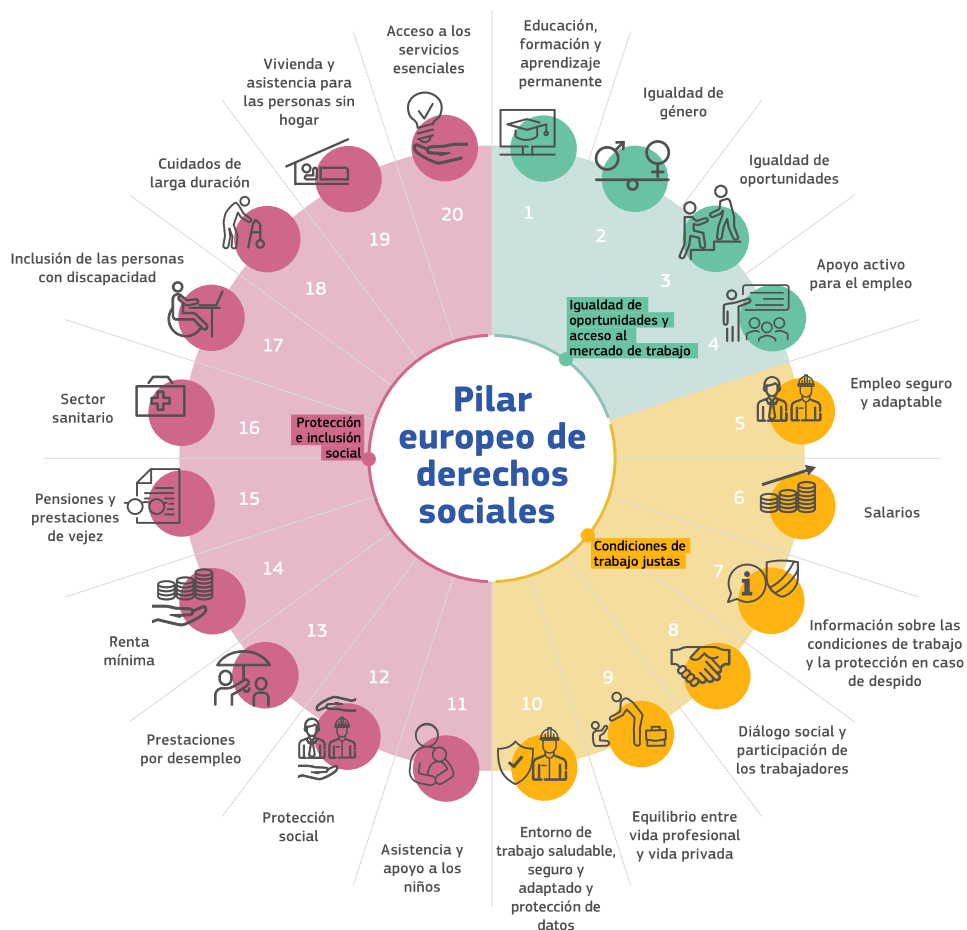 Pilar
europeo de
derechos
sociales
Igualdad de
oportunidades y
acceso al
mercado de trabajo
1
Educación,
formación y
aprendizaje
permanente
2
Igualdad de
género
3
Igualdad de
oportunidades
4
Apoyo activo
para el empleo
Condiciones de
trabajo justas
5
Empleo seguro
y adaptable
6
Salarios
7
Información sobre las
condiciones de trabajo
y la protección en caso
de despido
8
Diálogo social y
participación de
los trabajadores
9
Equilibrio entre
vida profesional
y vida privada
10
Entorno de
trabajo saludable,
seguro y
adaptado y
protección de
datos
Protección
e inclusión
social
11
Asistencia y
apoyo a los
niños
12
Protección
social
13
Prestaciones
por desempleo
14
Renta
mínima
15
Pensiones y
prestaciones
de vejez
16
Sector
sanitario
17
Inclusión de las personas
con discapacidad
18
Cuidados de
larga duración
19
Vivienda y
asistencia para
las personas sin
hogar
20
Acceso a los
servicios
esenciales